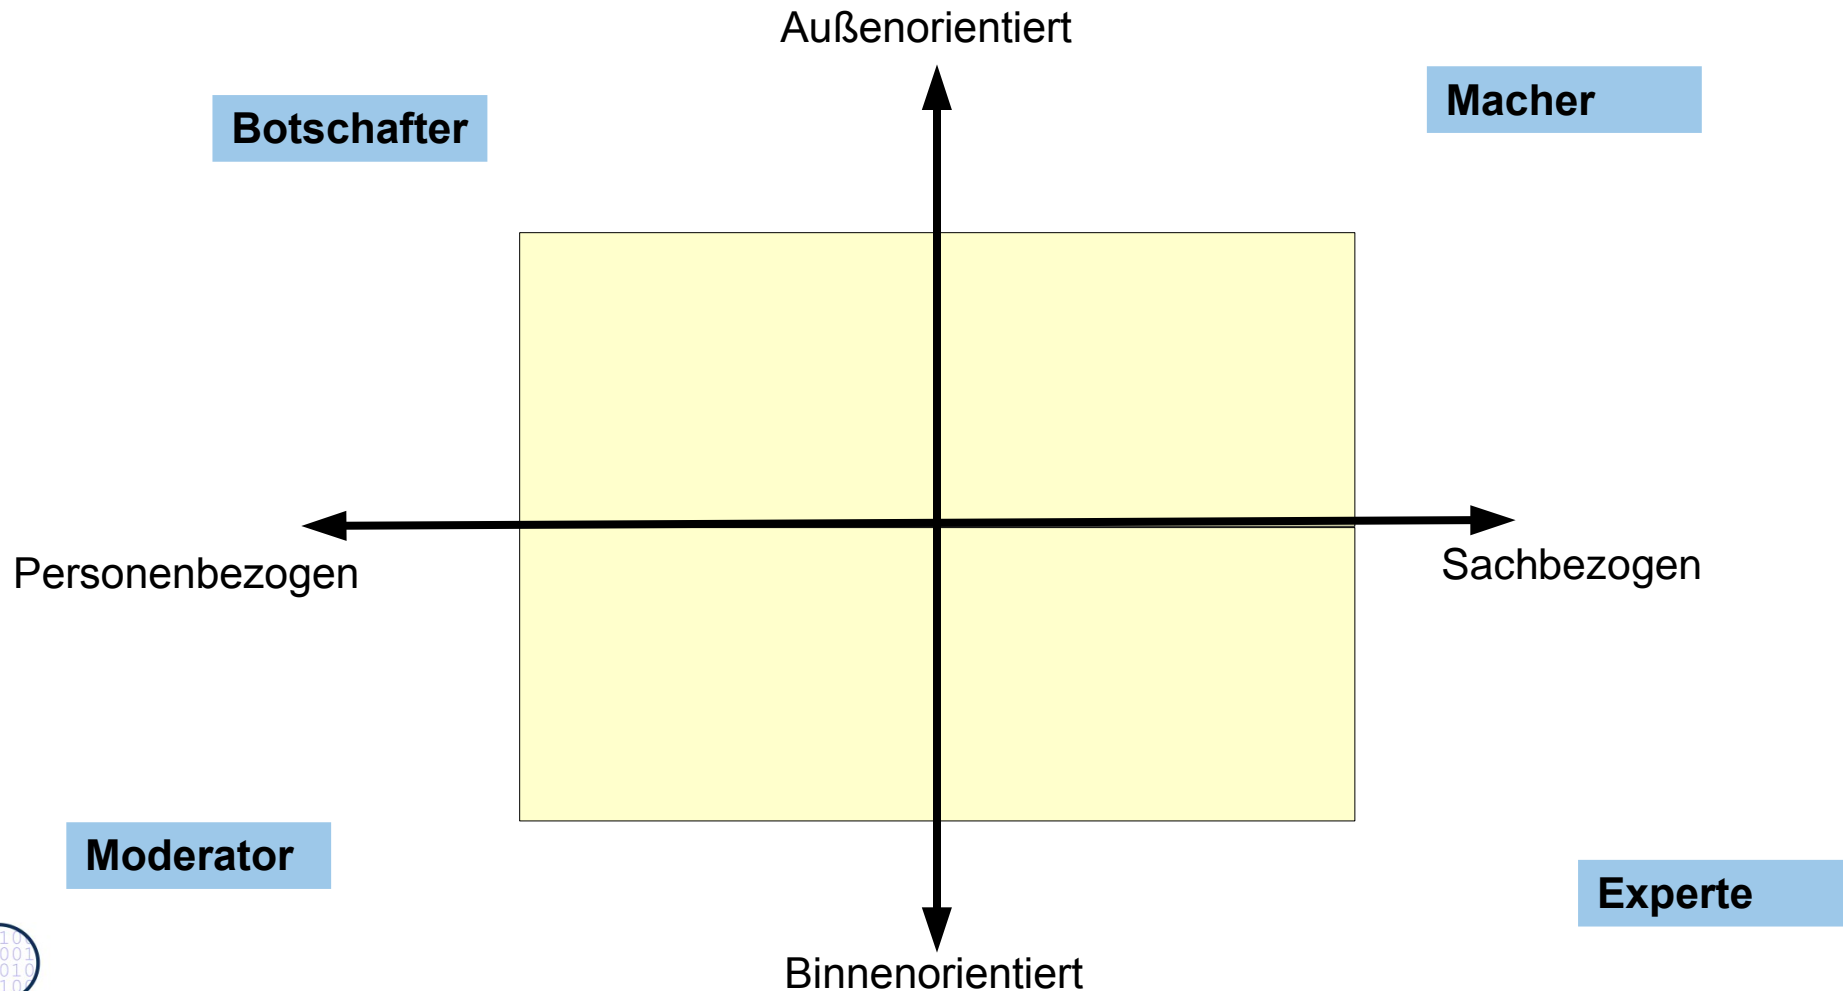 Außenorientiert
Macher
Botschafter
Sachbezogen
Personenbezogen
Moderator
Experte
Binnenorientiert